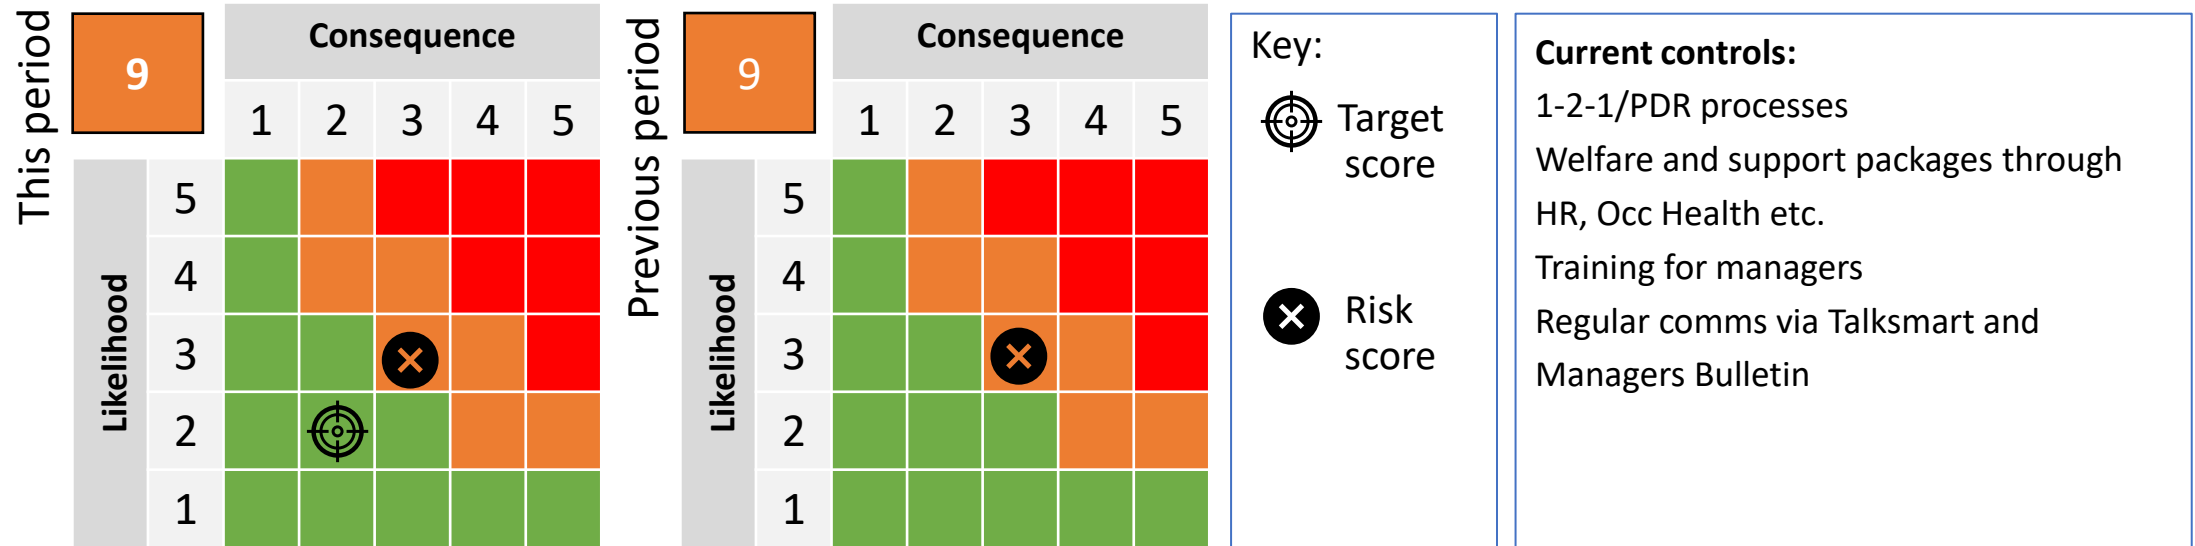 This period
9
Consequence
1 2 3 4 5
Likelihood
5
4
3
2
1
Previous period
9
Consequence
1 2 3 4 5
Likelihood
5
4
3
2
1
Key:
Target
score
Risk
score
Current controls:
1-2-1/PDR processes
Welfare and support packages through
HR, Occ Health etc.
Training for managers
Regular comms via Talksmart and
Managers Bulletin